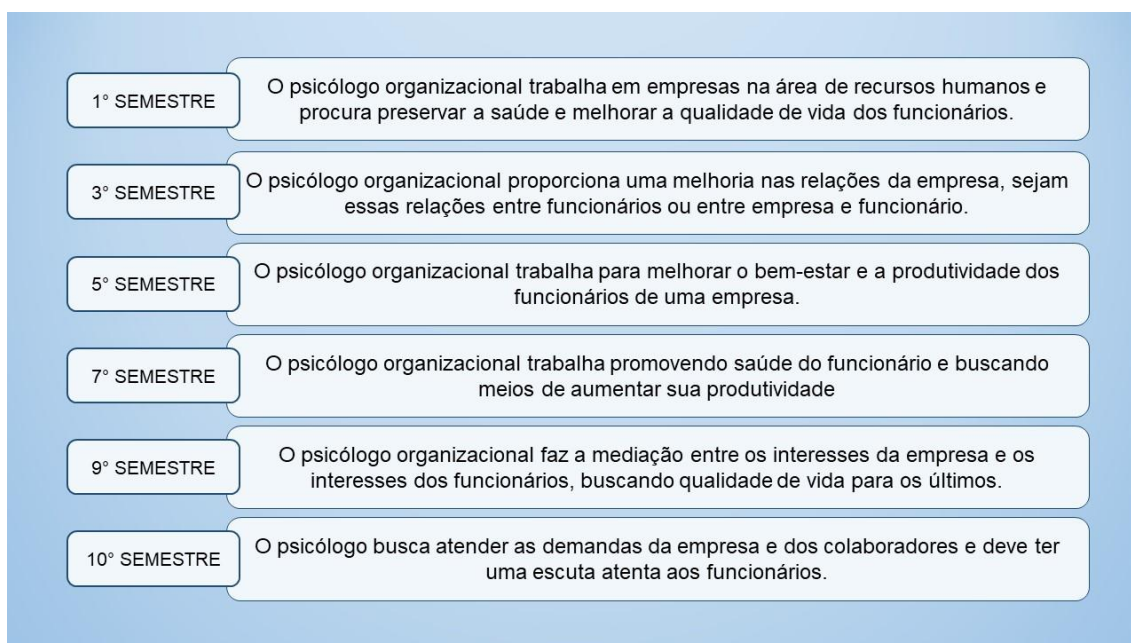 1° SEMESTRE
O psicólogo organizacional trabalha em empresas na área de recursos humanos e
procura preservar a saúde e melhorar a qualidade de vida dos funcionários.
3° SEMESTRE
O psicólogo organizacional proporciona uma melhoria nas relações da empresa, sejam
essas relações entre funcionários ou entre empresa e funcionário.
5° SEMESTRE
O psicólogo organizacional trabalha para melhorar o bem-estar e a produtividade dos
funcionários de uma empresa.
7° SEMESTRE
O psicólogo organizacional trabalha promovendo saúde do funcionário e buscando
meios de aumentar sua produtividade
9° SEMESTRE
O psicólogo organizacional faz a mediação entre os interesses da empresa e os
interesses dos funcionários, buscando qualidade de vida para os últimos.
10° SEMESTRE
O psicólogo busca atender as demandas da empresa e dos colaboradores e deve ter
uma escuta atenta aos funcionários.